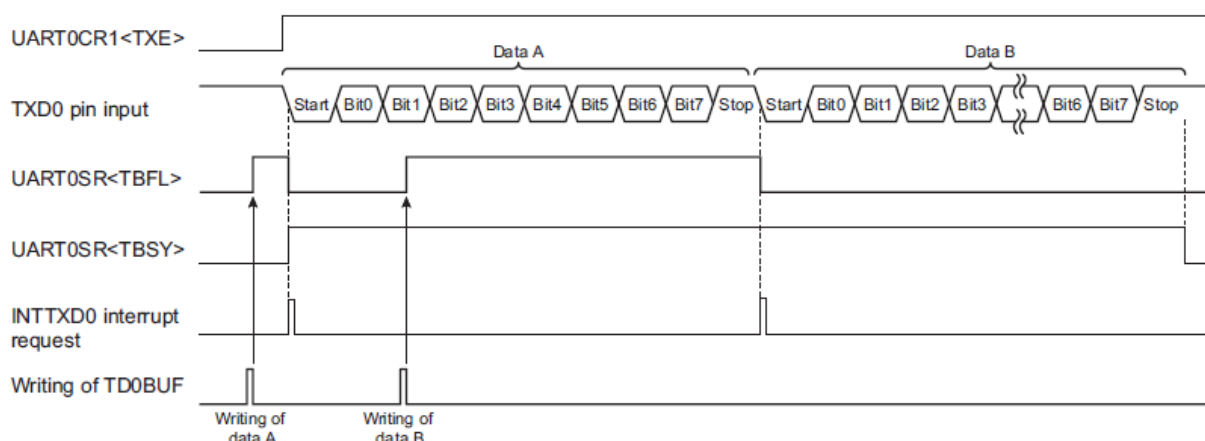 UART0CR1<TXE>
Data A
Data B
TXD0 pin input
Start Bit0 Bit1 Bit2 Bit3 Bit4 Bit5 Bit6 Bit7 Stop Start Bit0 Bit1 Bit2 Bit3 Bit6 Bit7 Stop
UART0SR<TBFL>
UART0SR<TBSY>
INTTXD0 interrupt
request
Writing of TD0BUF
Writing of
data A
Writing of
data B